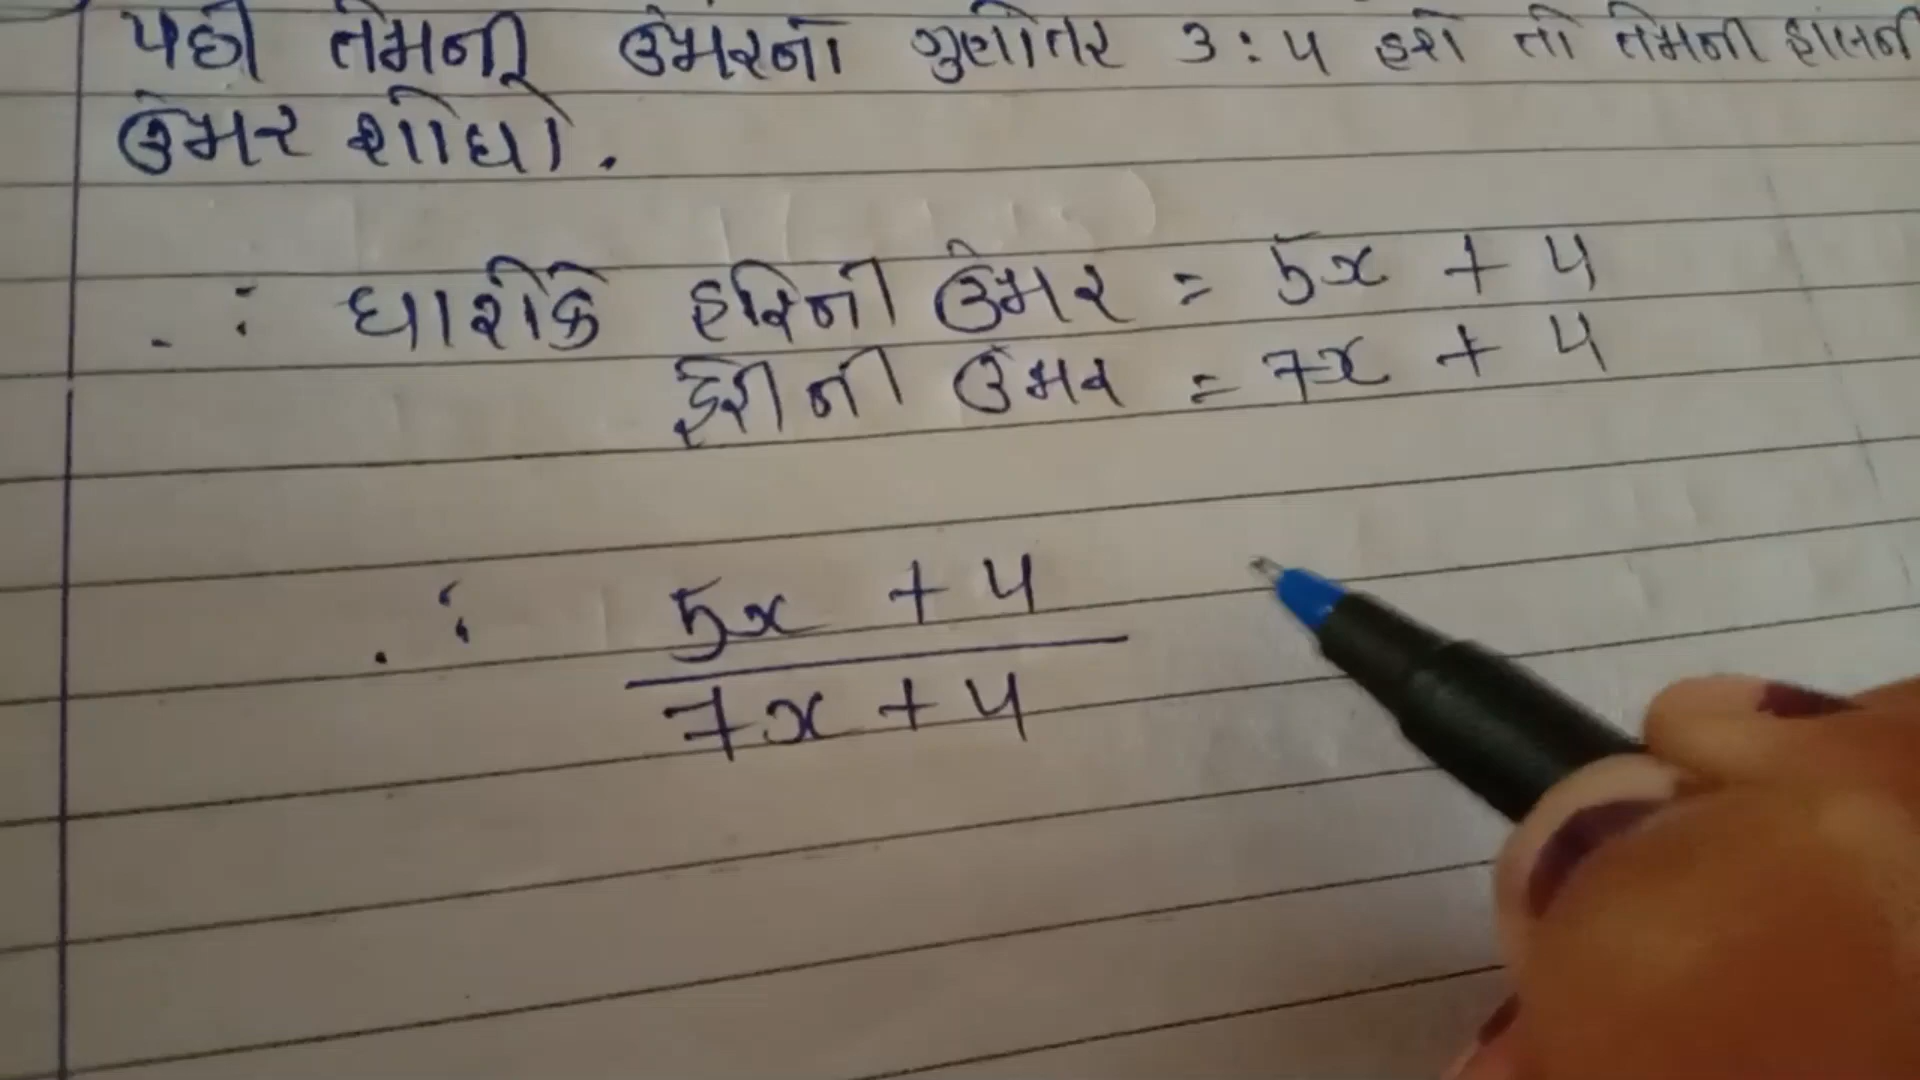 પછી તેમની ઉંમરનો ગુણોતર 3 : 4 હશે તો તેમની હાલની
ઉંમર શોધો.
∴ ધારોકે હરિની ઉંમર = 5x + 4
હેરીની ઉંમર = 7x + 4
∴ 5x + 4
7x + 4